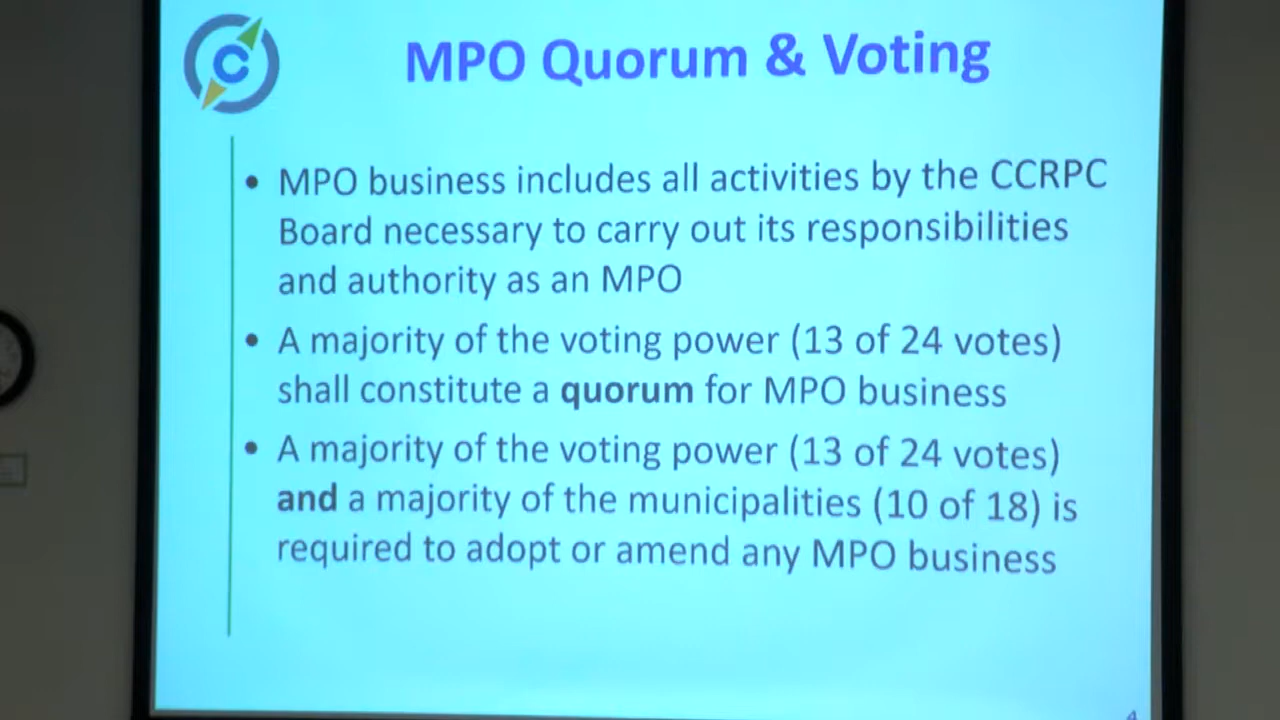 C
MPO Quorum & Voting
• MPO business includes all activities by the CCRPC
Board necessary to carry out its responsibilities
and authority as an MPO
• A majority of the voting power (13 of 24 votes)
shall constitute a quorum for MPO business
• A majority of the voting power (13 of 24 votes)
and a majority of the municipalities (10 of 18) is
required to adopt or amend any MPO business
4